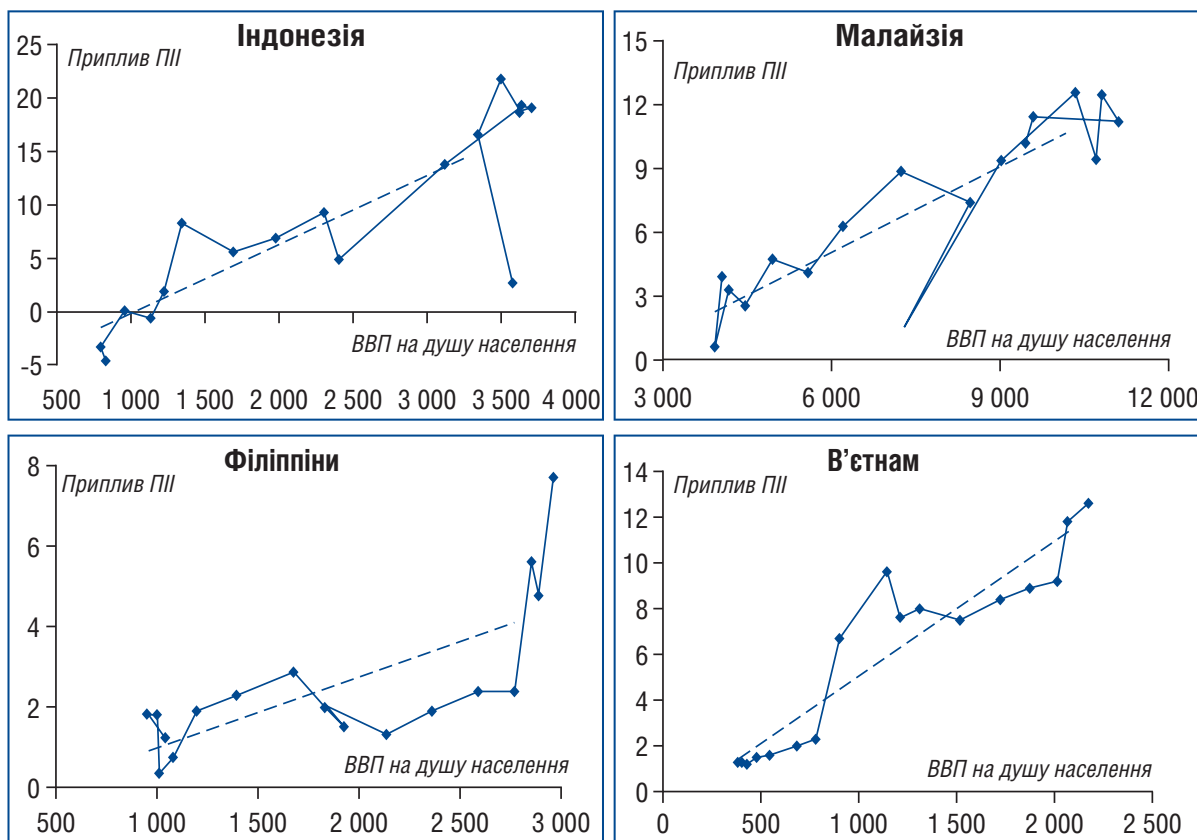 Індонезія
Приплив ПІІ
25
20
15
10
5
0
-5
ВВП на душу населення
500 1 000 1 500 2 000 2 500 3 000 3 500 4 000
Малайзія
Приплив ПІІ
15
12
9
6
3
0
ВВП на душу населення
3 000 6 000 9 000 12 000
Філіппіни
Приплив ПІІ
8
6
4
2
0
ВВП на душу населення
500 1 000 1 500 2 000 2 500 3 000
В’єтнам
Приплив ПІІ
14
12
10
8
6
4
2
0
ВВП на душу населення
0 500 1 000 1 500 2 000 2 500